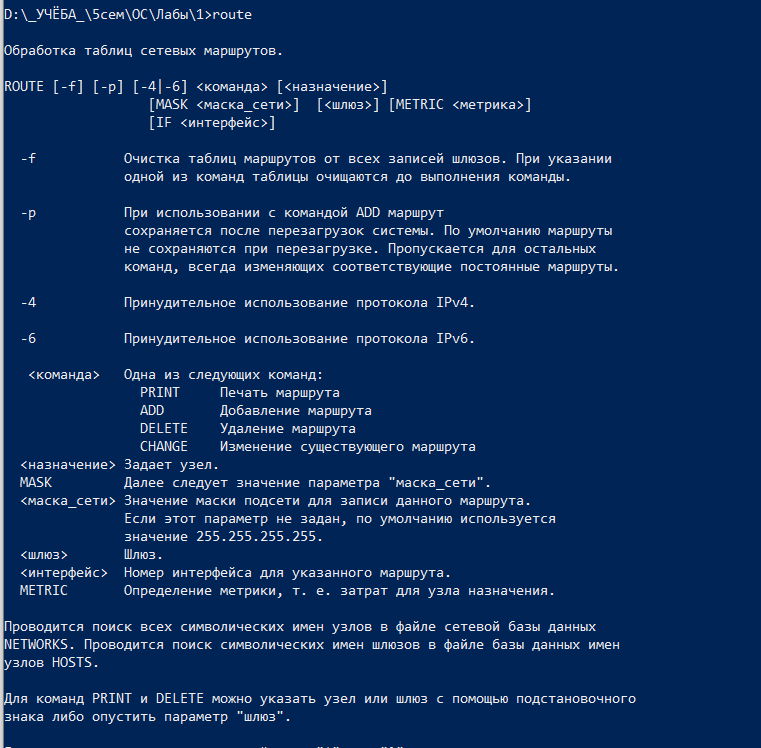 D:\_УЧЁБА_\5сем\ОС\Лабы\1>route
Обработка таблиц сетевых маршрутов.
ROUTE [-f] [-p] [-4|-6] <команда> [<назначение>]
[MASK <маска_сети>] [<шлюз>] [METRIC <метрика>]
[IF <интерфейс>]
-f Очистка таблиц маршрутов от всех записей шлюзов. При указании
одной из команд таблицы очищаются до выполнения команды.
-p При использовании с командой ADD маршрут
сохраняется после перезагрузок системы. По умолчанию маршруты
не сохраняются при перезагрузке. Пропускается для остальных
команд, всегда изменяющих соответствующие постоянные маршруты.
-4 Принудительное использование протокола IPv4.
-6 Принудительное использование протокола IPv6.
<команда> Одна из следующих команд:
PRINT Печать маршрута
ADD Добавление маршрута
DELETE Удаление маршрута
CHANGE Изменение существующего маршрута
<назначение> Задает узел.
MASK Далее следует значение параметра "маска_сети".
<маска_сети> Значение маски подсети для записи данного маршрута.
Если этот параметр не задан, по умолчанию используется
значение 255.255.255.255.
<шлюз> Шлюз.
<интерфейс> Номер интерфейса для указанного маршрута.
METRIC Определение метрики, т. е. затрат для узла назначения.
Проводится поиск всех символических имен узлов в файле сетевой базы данных
NETWORKS. Проводится поиск символических имен шлюзов в файле базы данных имен
узлов HOSTS.
Для команд PRINT и DELETE можно указать узел или шлюз с помощью подстановочного
знака либо опустить параметр "шлюз".